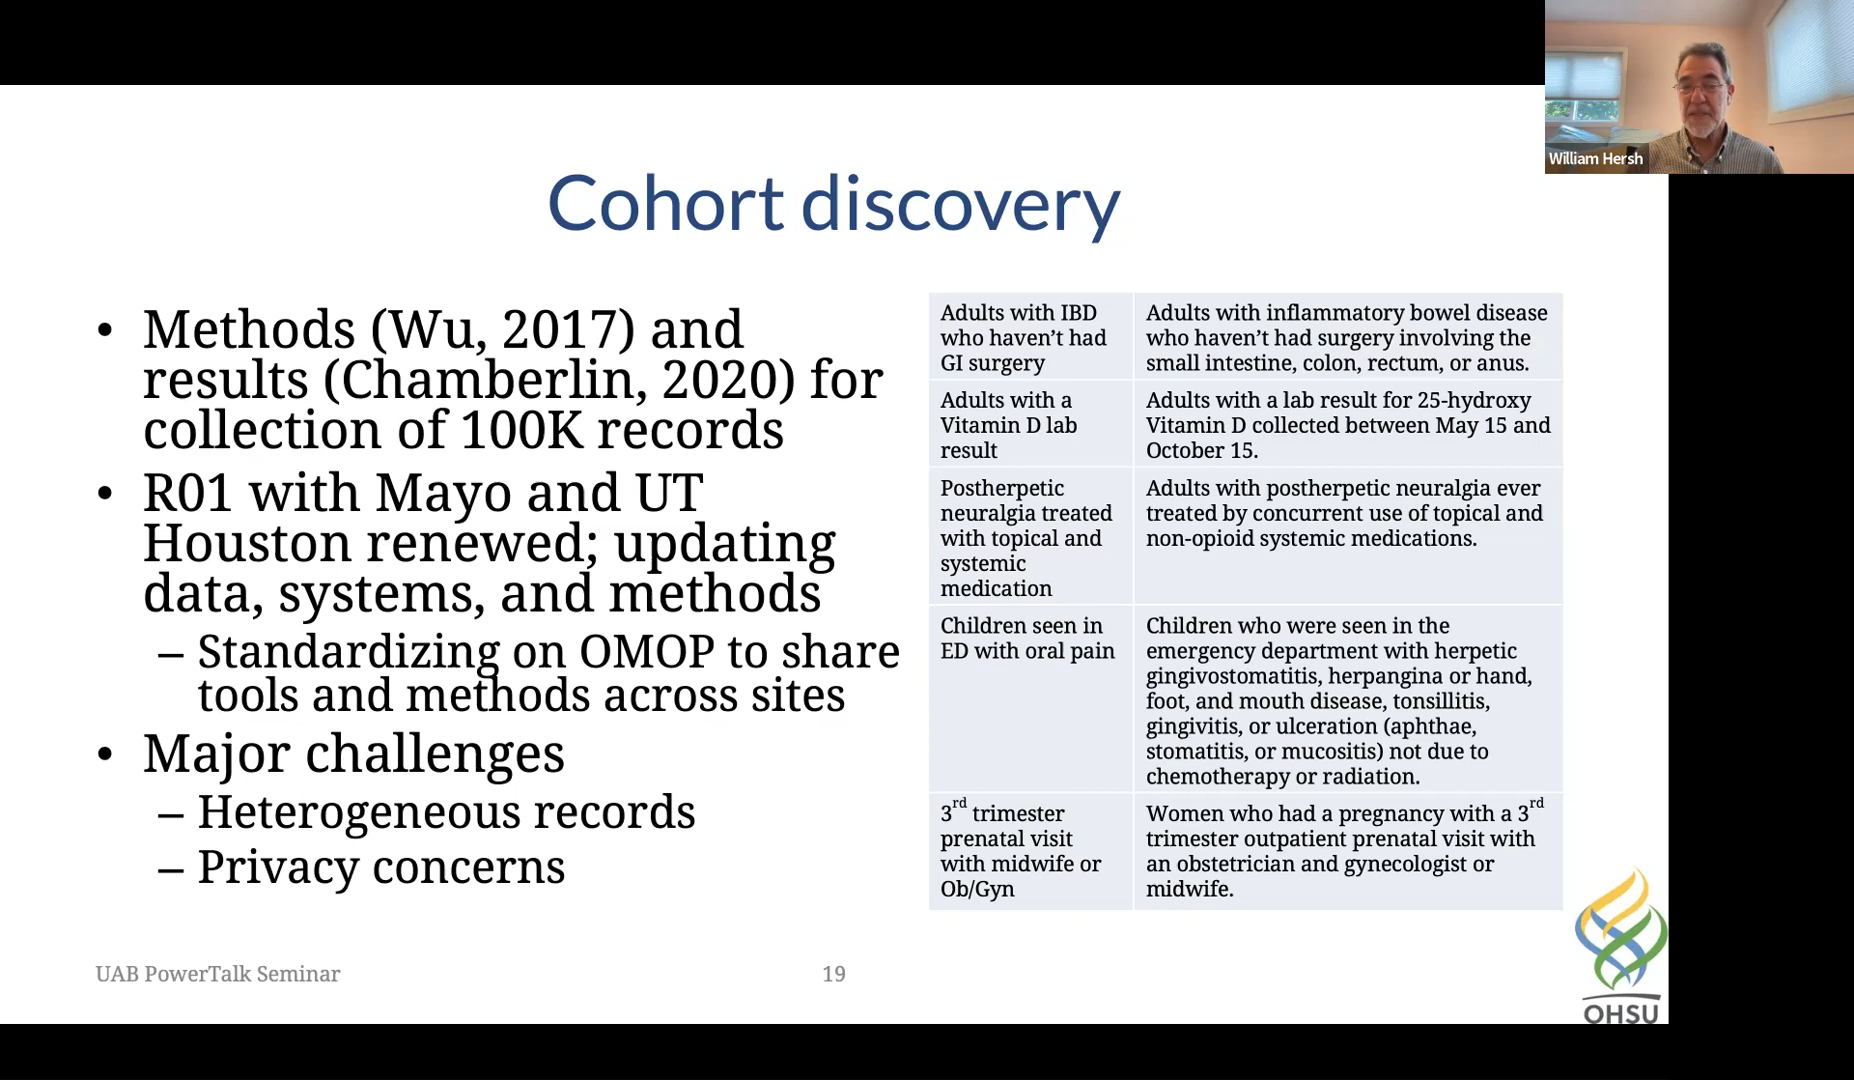 William Hersh
Cohort discovery
• Methods (Wu, 2017) and
results (Chamberlin, 2020) for
collection of 100K records
• R01 with Mayo and UT
Houston renewed; updating
data, systems, and methods
– Standardizing on OMOP to share
tools and methods across sites
• Major challenges
– Heterogeneous records
– Privacy concerns
Adults with IBD
who haven’t had
GI surgery
Adults with inflammatory bowel disease
who haven’t had surgery involving the
small intestine, colon, rectum, or anus.
Adults with a
Vitamin D lab
result
Adults with a lab result for 25-hydroxy
Vitamin D collected between May 15 and
October 15.
Postherpetic
neuralgia treated
with topical and
systemic
medication
Adults with postherpetic neuralgia ever
treated by concurrent use of topical and
non-opioid systemic medications.
Children seen in
ED with oral pain
Children who were seen in the
emergency department with herpetic
gingivostomatitis, herpangina or hand,
foot, and mouth disease, tonsillitis,
gingivitis, or ulceration (aphthae,
stomatitis, or mucositis) not due to
chemotherapy or radiation.
3rd trimester
prenatal visit
with midwife or
Ob/Gyn
Women who had a pregnancy with a 3rd
trimester outpatient prenatal visit with
an obstetrician and gynecologist or
midwife.
UAB PowerTalk Seminar
19
OHSU